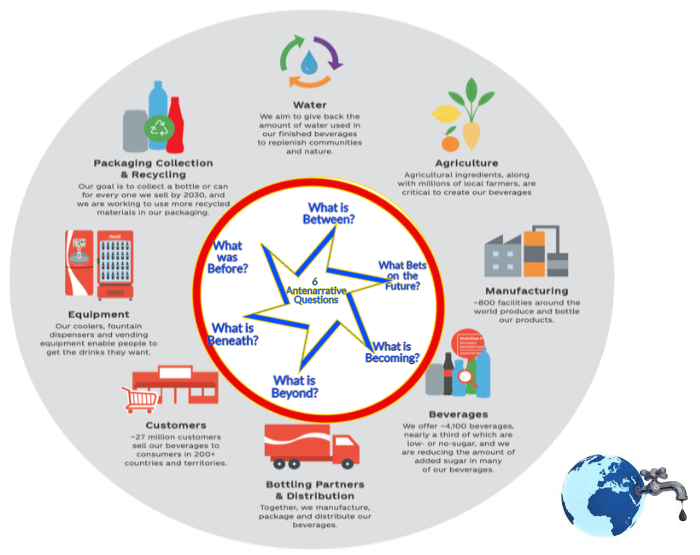 Water
We aim to give back the
amount of water used in
our finished beverages
to replenish communities
and nature.
Agriculture
Agricultural ingredients, along
with millions of local farmers, are
critical to create our beverages
Manufacturing
~800 facilities around the
world produce and bottle
our products.
Beverages
We offer ~4,100 beverages,
nearly a third of which are
low- or no-sugar, and we
are reducing the amount of
added sugar in many
of our beverages.
Bottling Partners
& Distribution
Together, we manufacture,
package and distribute our
beverages.
Customers
~27 million customers
sell our beverages to
consumers in 200+
countries and territories.
Equipment
Our coolers, fountain
dispensers and vending
equipment enable people to
get the drinks they want.
Packaging Collection
& Recycling
Our goal is to collect a bottle or can
for every one we sell by 2030, and
we are working to use more recycled
materials in our packaging.
What is
Between?
What Bets
on the
Future?
What is
Becoming?
What is
Beyond?
What is
Beneath?
What
was
Before?
6
Antenarrative
Questions